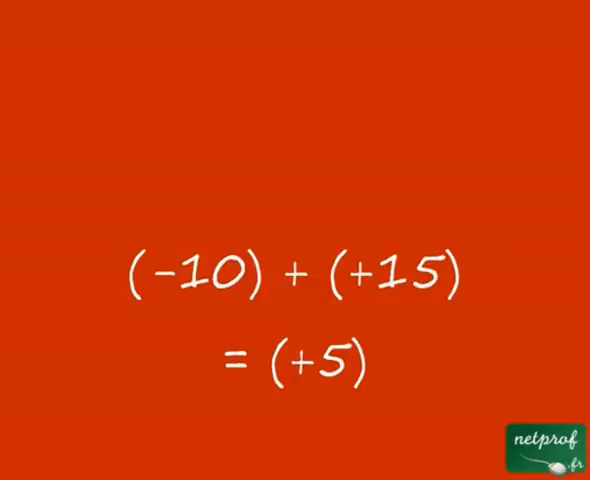 (-10) + (+15)
= (+5)
netprof
.fr